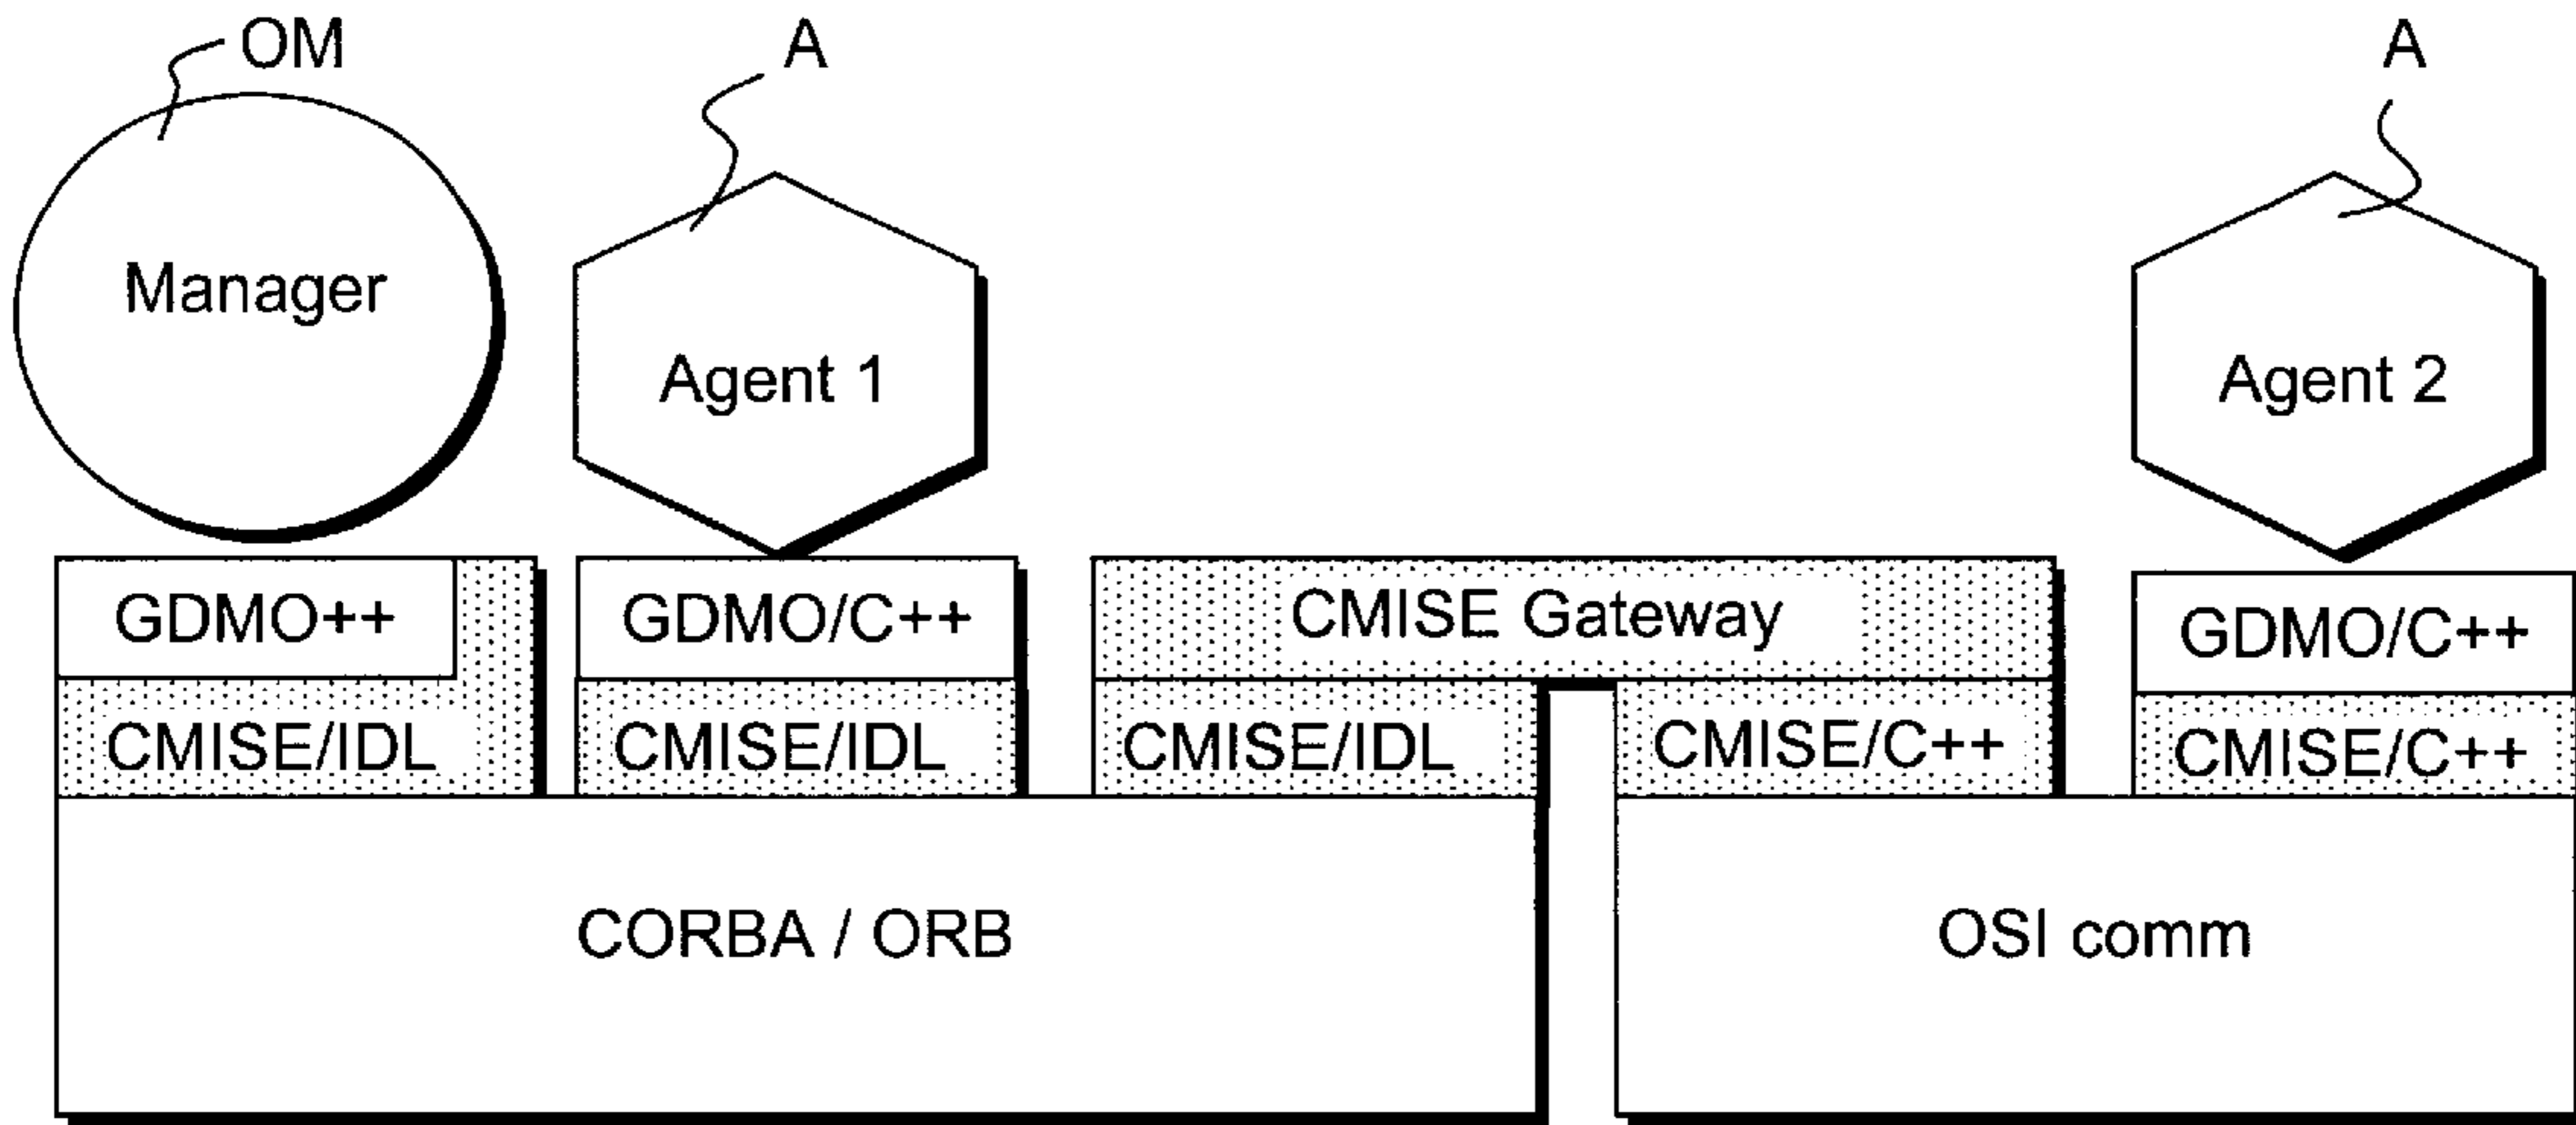 OM
A
A
Manager
Agent 1
Agent 2
GDMO++
GDMO/C++
CMISE Gateway
GDMO/C++
CMISE/IDL
CMISE/IDL
CMISE/IDL
CMISE/C++
CMISE/C++
CORBA / ORB
OSI comm